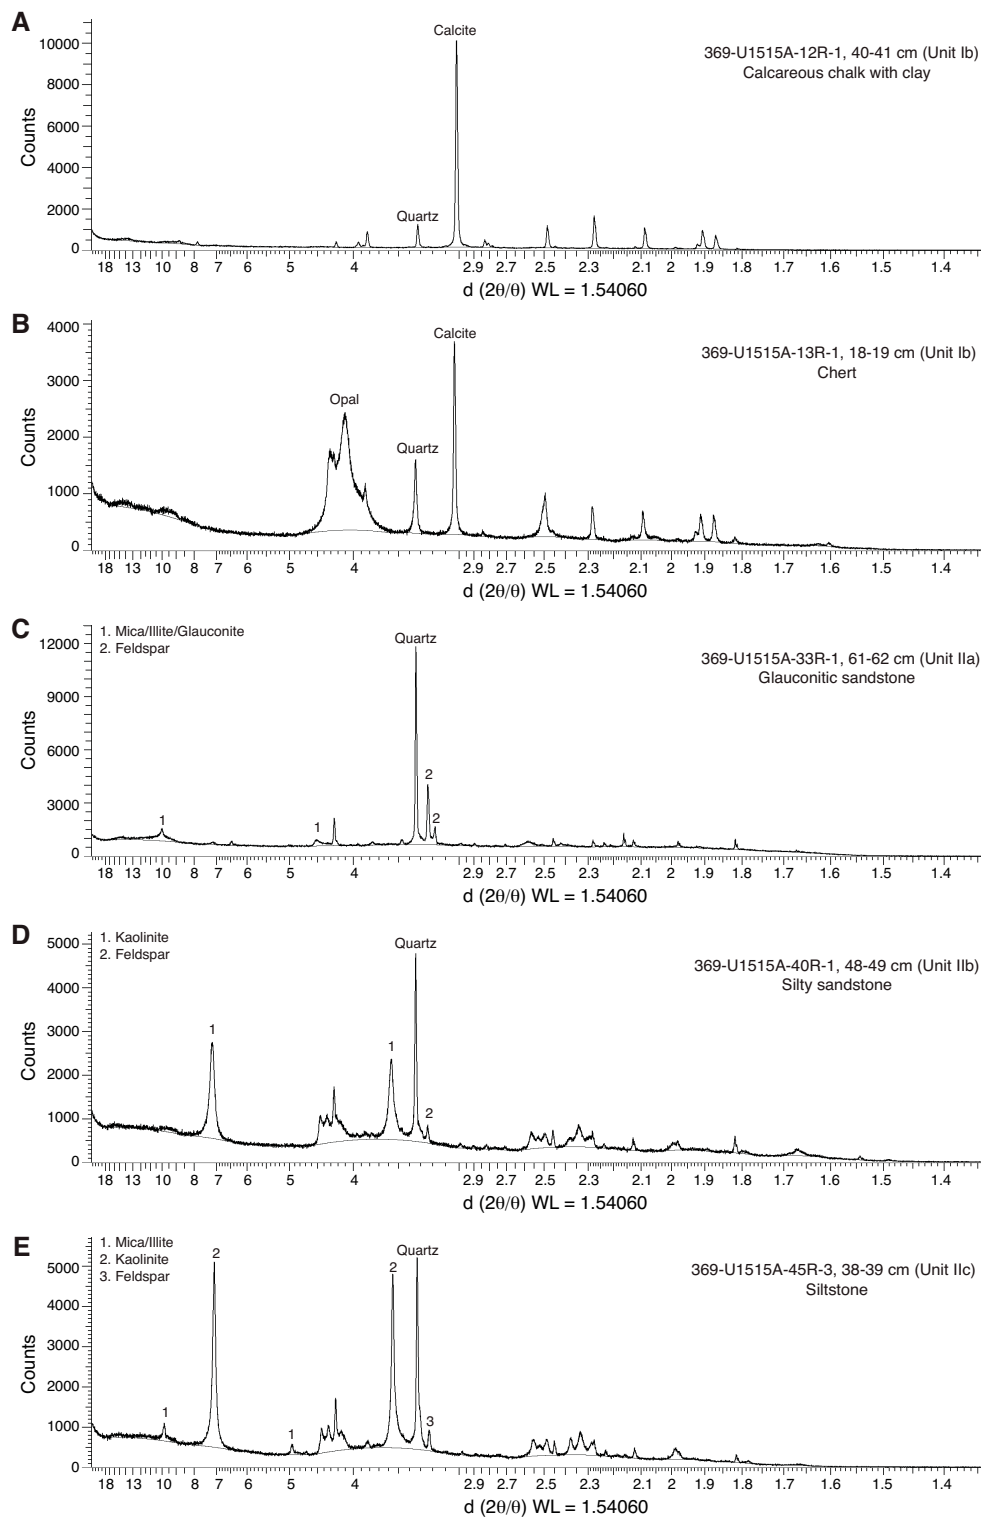 A
Calcite
369-U1515A-12R-1, 40-41 cm (Unit Ib)
Calcareous chalk with clay
10000
8000
6000
4000
2000
0
Counts
Quartz
18 13 10 8 7 6 5 4 2.9 2.7 2.5 2.3 2.1 2 1.9 1.8 1.7 1.6 1.5 1.4
d (2θ/θ) WL = 1.54060
B
Calcite
369-U1515A-13R-1, 18-19 cm (Unit Ib)
Chert
4000
3000
2000
1000
0
Counts
Opal
Quartz
18 13 10 8 7 6 5 4 2.9 2.7 2.5 2.3 2.1 2 1.9 1.8 1.7 1.6 1.5 1.4
d (2θ/θ) WL = 1.54060
C
1. Mica/Illite/Glauconite
2. Feldspar
Quartz
369-U1515A-33R-1, 61-62 cm (Unit IIa)
Glauconitic sandstone
12000
9000
6000
3000
0
Counts
1
1
2
2
18 13 10 8 7 6 5 4 2.9 2.7 2.5 2.3 2.1 2 1.9 1.8 1.7 1.6 1.5 1.4
d (2θ/θ) WL = 1.54060
D
1. Kaolinite
2. Feldspar
Quartz
369-U1515A-40R-1, 48-49 cm (Unit IIb)
Silty sandstone
5000
4000
3000
2000
1000
0
Counts
1
1
2
18 13 10 8 7 6 5 4 2.9 2.7 2.5 2.3 2.1 2 1.9 1.8 1.7 1.6 1.5 1.4
d (2θ/θ) WL = 1.54060
E
1. Mica/Illite
2. Kaolinite
3. Feldspar
Quartz
369-U1515A-45R-3, 38-39 cm (Unit IIc)
Siltstone
5000
4000
3000
2000
1000
0
Counts
1
2
1
2
3
18 13 10 8 7 6 5 4 2.9 2.7 2.5 2.3 2.1 2 1.9 1.8 1.7 1.6 1.5 1.4
d (2θ/θ) WL = 1.54060